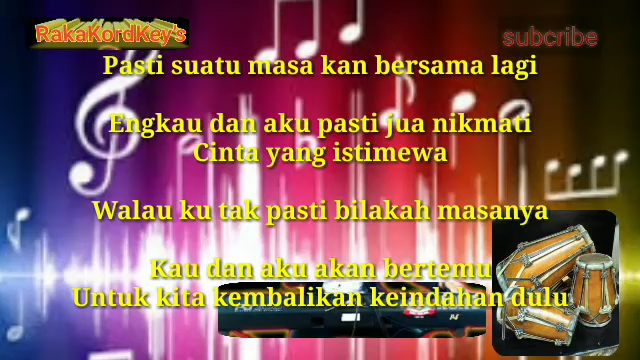 RakaKordKey's
subcribe
Pasti suatu masa kan bersama lagi
Engkau dan aku pasti jua nikmati
Cinta yang istimewa
Walau ku tak pasti bilakah masanya
Kau dan aku akan bertemu
Untuk kita kembalikan keindahan dulu